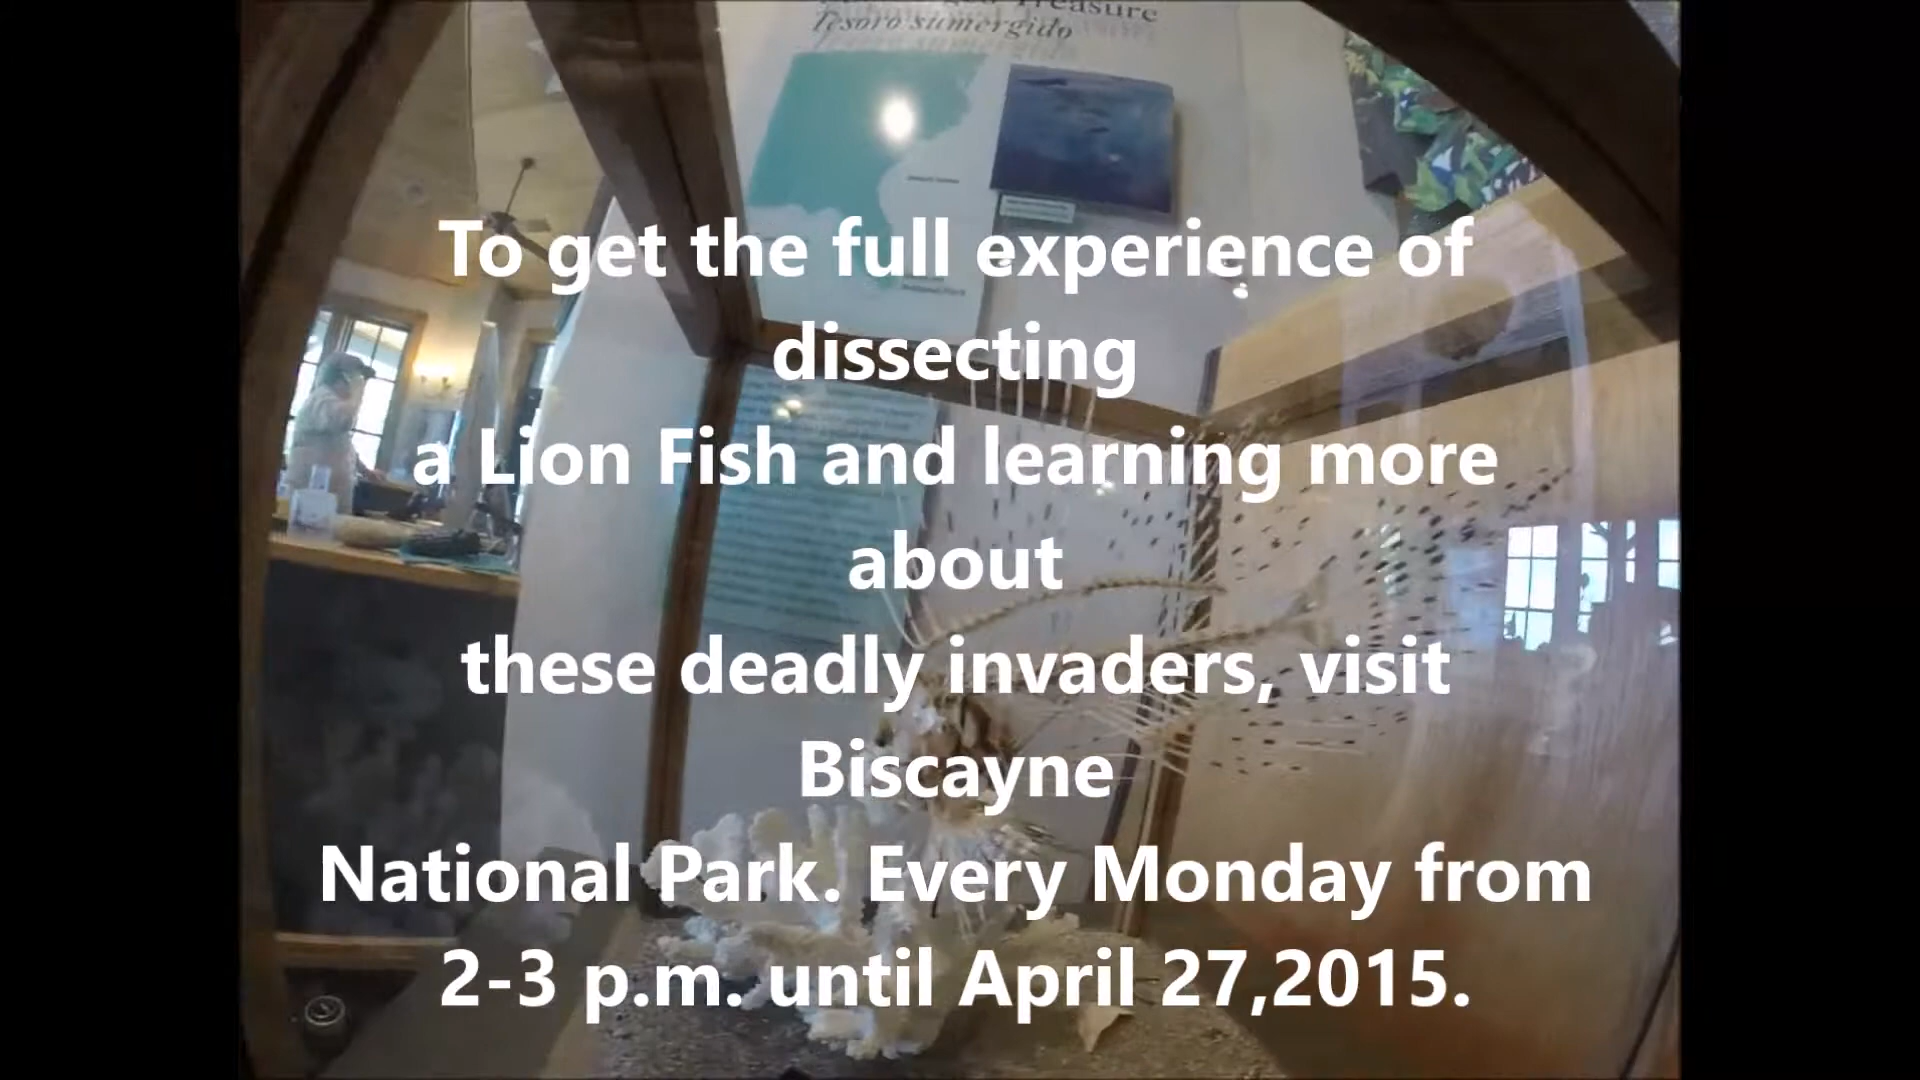 Treasure
Tesoro sumergido
To get the full experience of
dissecting
a Lion Fish and learning more
about
these deadly invaders, visit
Biscayne
National Park. Every Monday from
2-3 p.m. until April 27,2015.